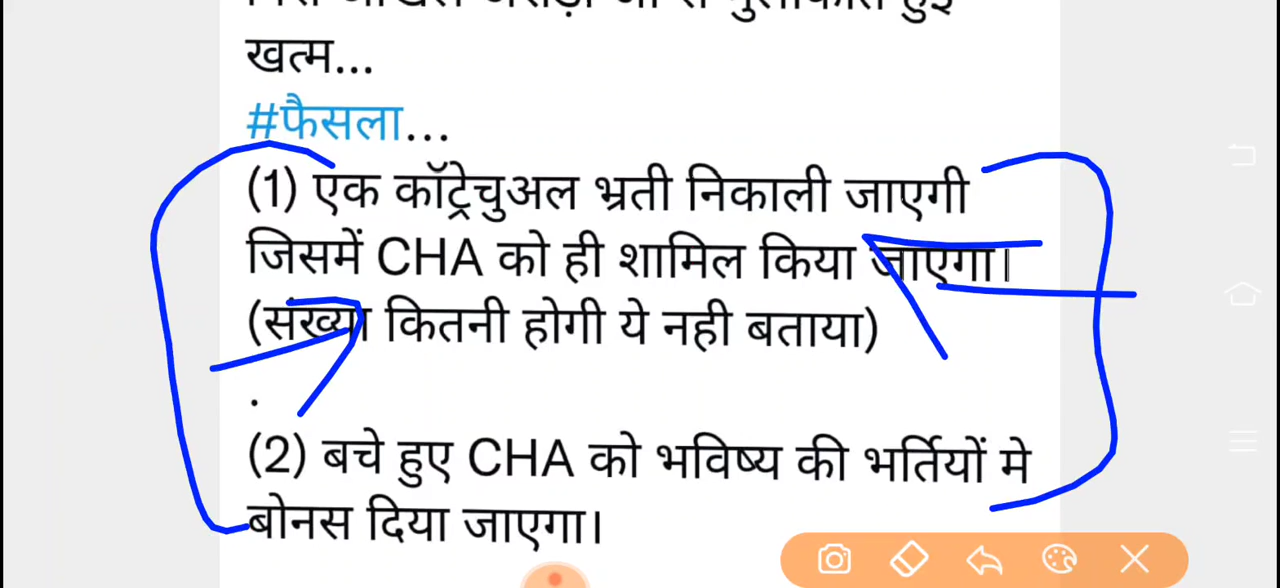 खत्म...
#फैसला...
(1) एक कॉट्रेचुअल भ्रती निकाली जाएगी
जिसमें CHA को ही शामिल किया जाएगा।
(संख्या कितनी होगी ये नही बताया)
.
(2) बचे हुए CHA को भविष्य की भर्तियों मे
बोनस दिया जाएगा।